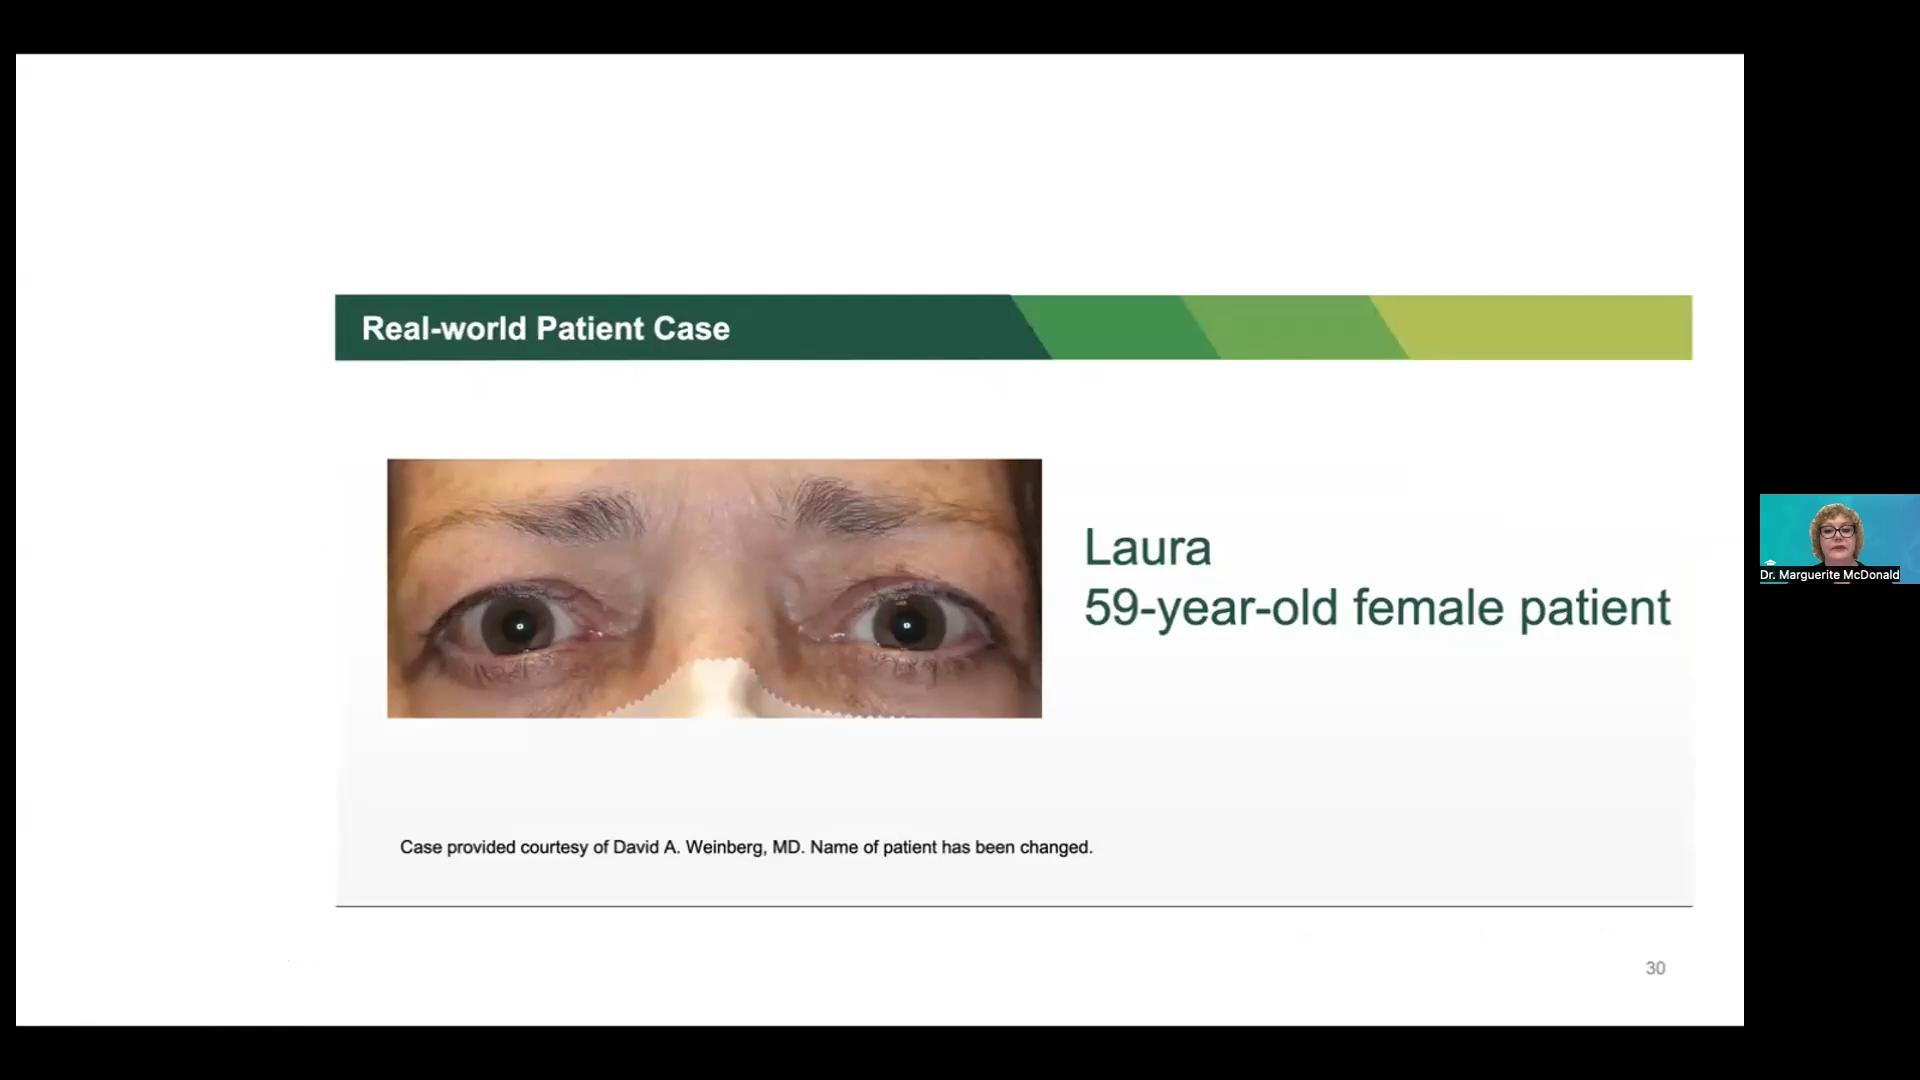 Real-world Patient Case
Laura
59-year-old female patient
Dr. Marguerite McDonald
Case provided courtesy of David A. Weinberg, MD. Name of patient has been changed.
30